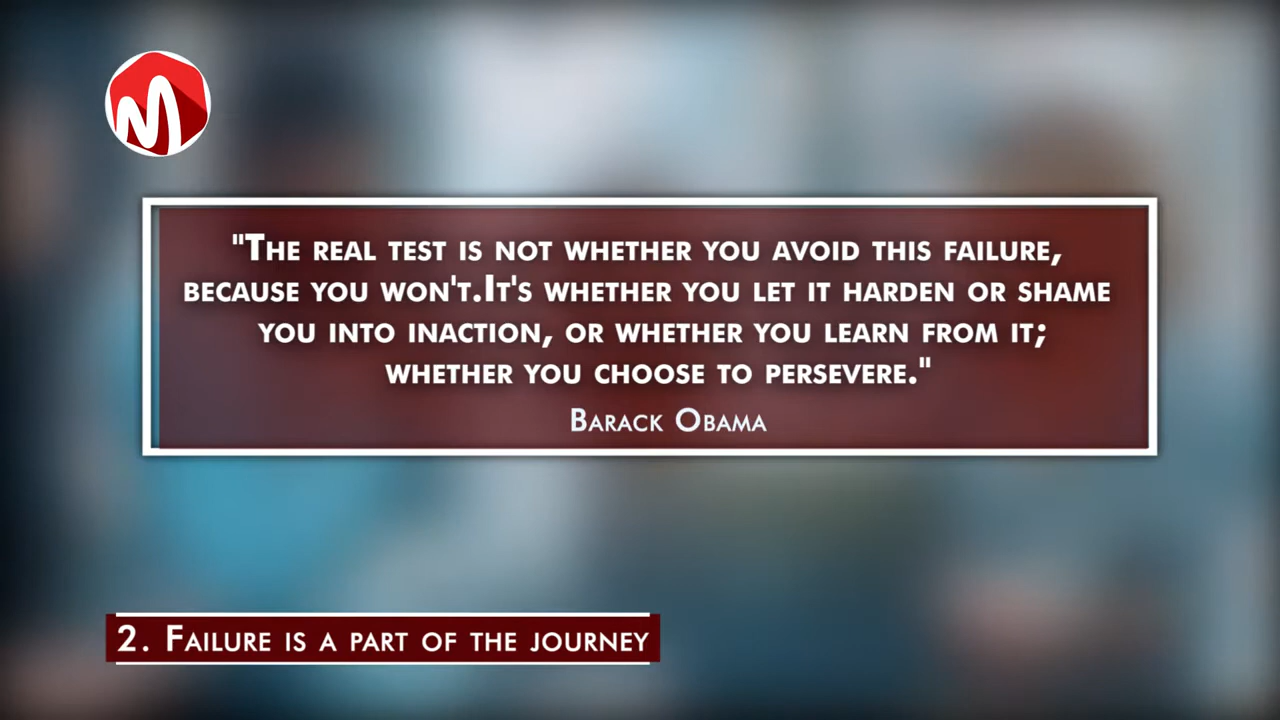 "The real test is not whether you avoid this failure,
because you won't.It's whether you let it harden or shame
you into inaction, or whether you learn from it;
whether you choose to persevere."
Barack Obama
2. Failure is a part of the journey